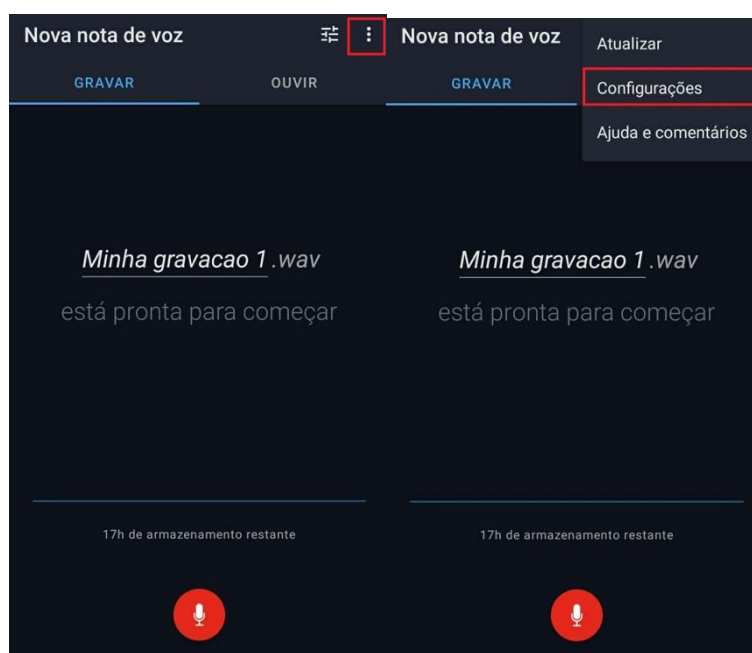 Nova nota de voz
GRAVAR OUVIR
Minha gravacao 1.wav
está pronta para começar
17h de armazenamento restante
Nova nota de voz
GRAVAR
Atualizar
Configurações
Ajuda e comentários
Minha gravacao 1.wav
está pronta para começar
17h de armazenamento restante